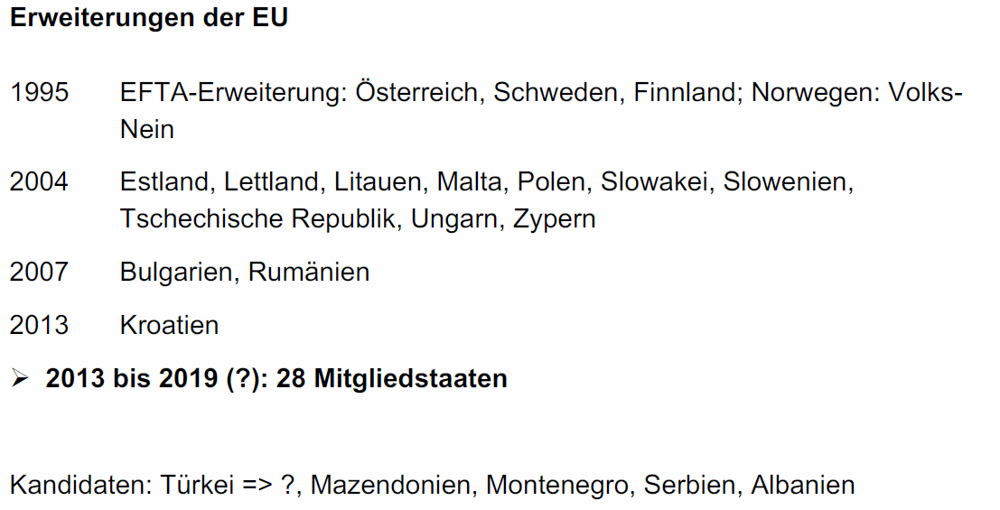 Erweiterungen der EU
1995 EFTA-Erweiterung: Österreich, Schweden, Finnland; Norwegen: Volks-
Nein
2004 Estland, Lettland, Litauen, Malta, Polen, Slowakei, Slowenien,
Tschechische Republik, Ungarn, Zypern
2007 Bulgarien, Rumänien
2013 Kroatien
➢ 2013 bis 2019 (?): 28 Mitgliedstaaten
Kandidaten: Türkei => ?, Mazendonien, Montenegro, Serbien, Albanien